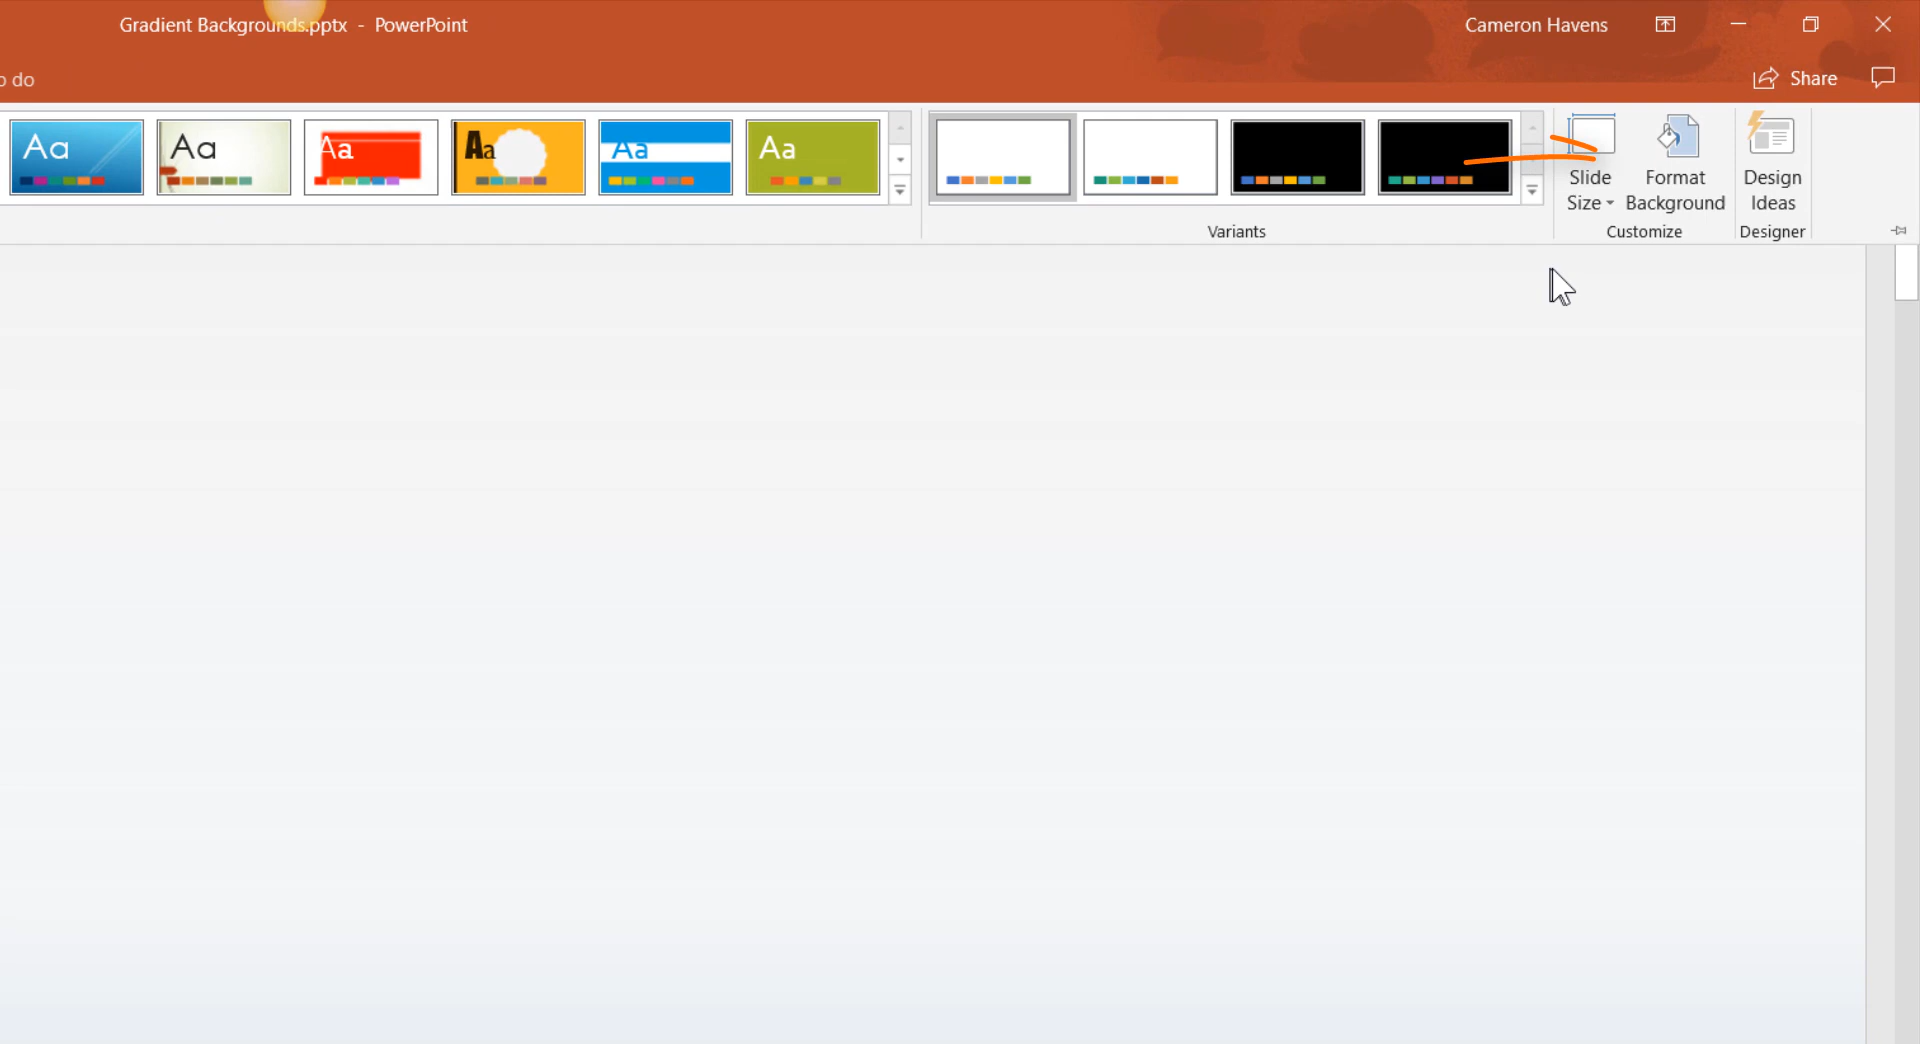 Gradient Backgrounds.pptx - PowerPoint
Cameron Havens
o do
Share
Aa
Aa
Aa
Aa
Aa
Aa
Slide
Size
Format
Background
Design
Ideas
Variants
Customize
Designer